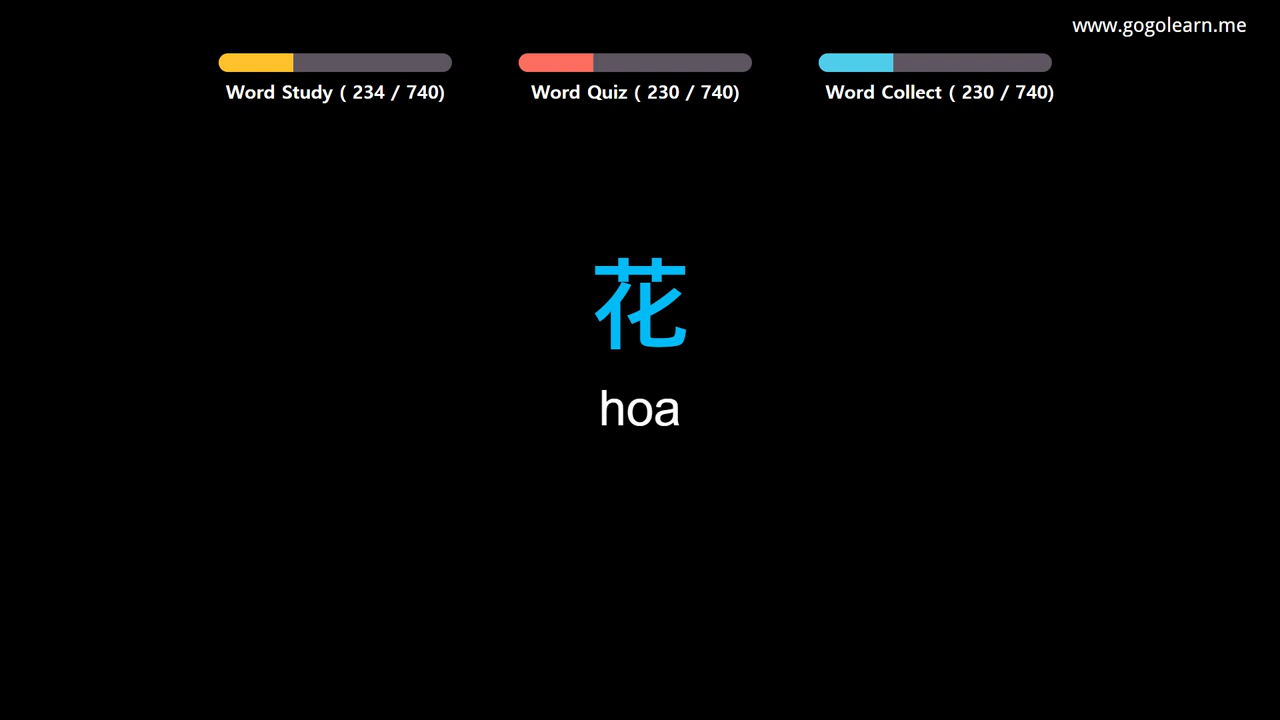 www.gogolearn.me
Word Study ( 234 / 740)
Word Quiz ( 230 / 740)
Word Collect ( 230 / 740)
花
hoa